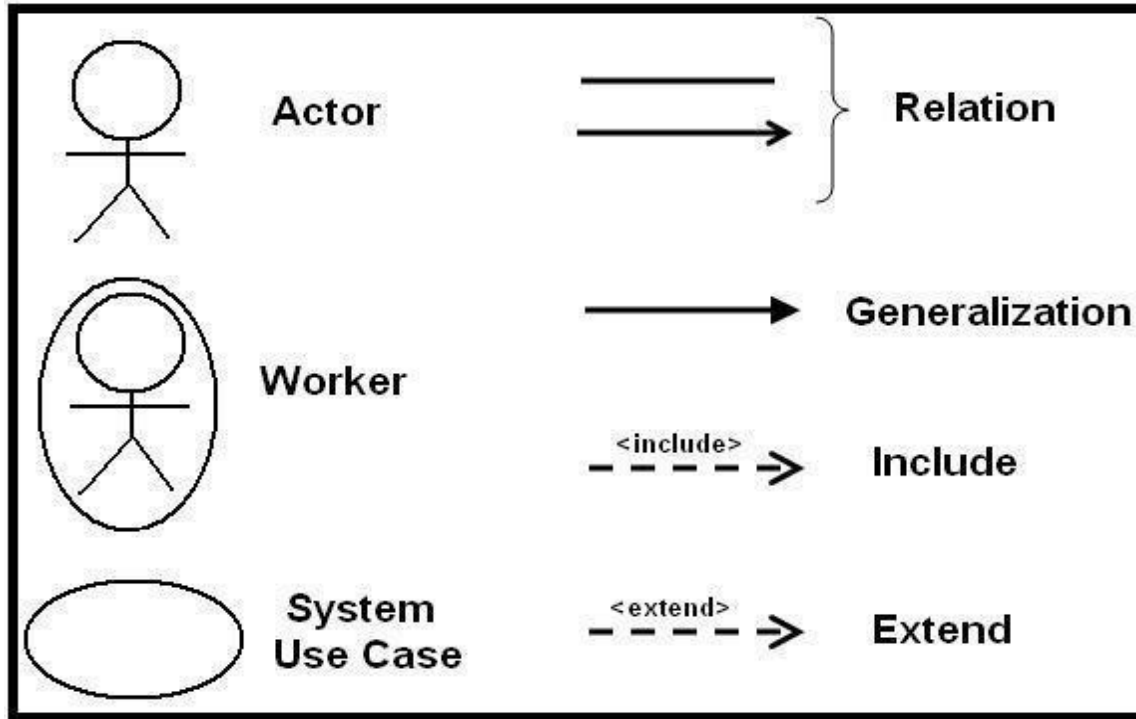 Actor
Relation
Worker
Generalization
<include>
Include
System
Use Case
<extend>
Extend